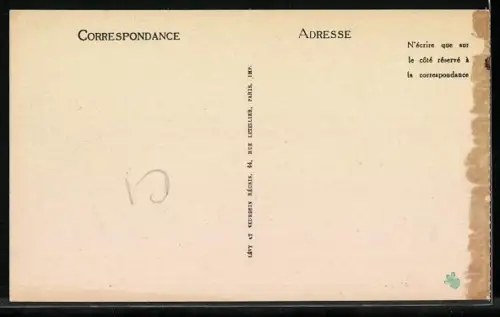 CORRESPONDANCE
ADRESSE
N'écrire que sur
le côté réservé à
la correspondance
LÉVY ET NEURDEIN RÉUNIS, 44, RUE LETELLIER, PARIS, IMP.